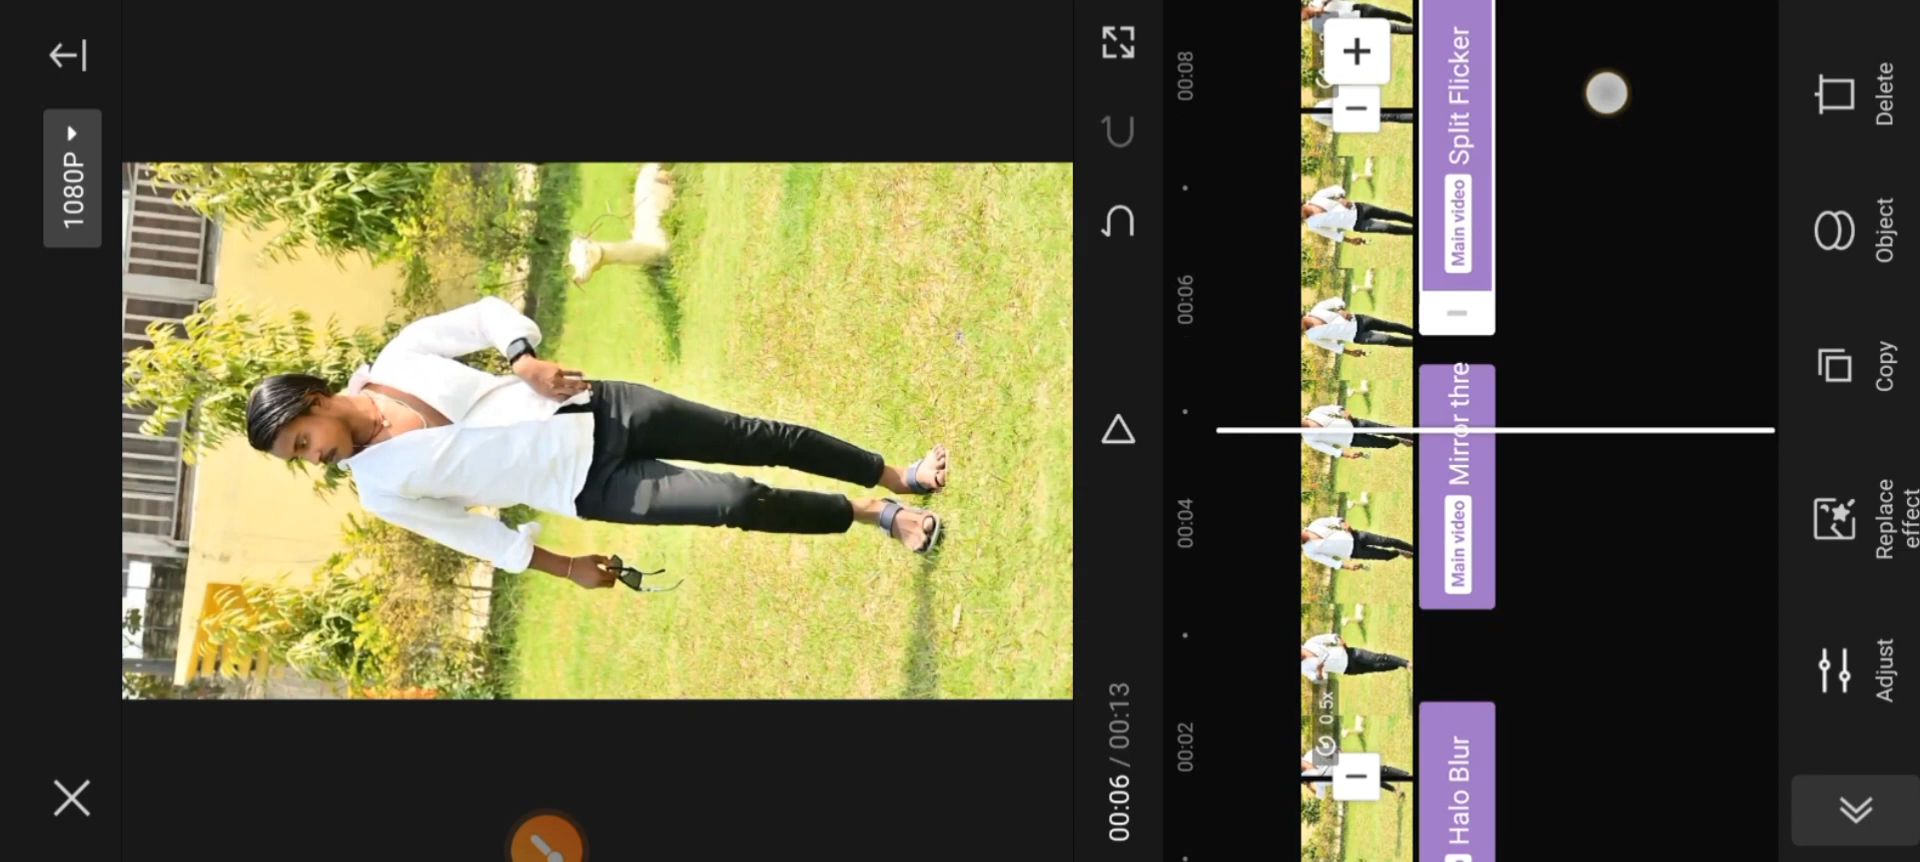 1080P
00:06 / 00:13
00:02
00:04
00:06
00:08
0.5x
Halo Blur
Main video Mirror thre
Main video Split Flicker
Adjust
Replace
effect
Copy
Object
Delete